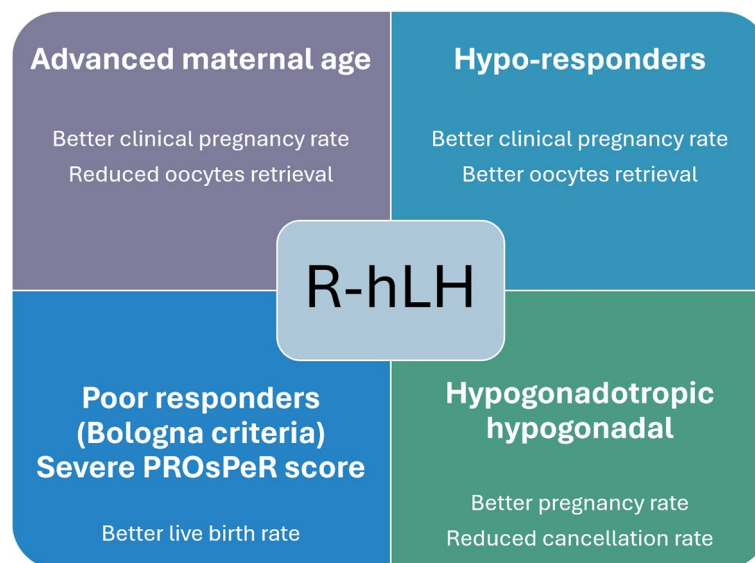 Advanced maternal age
Better clinical pregnancy rate
Reduced oocytes retrieval
Hypo-responders
Better clinical pregnancy rate
Better oocytes retrieval
R-hLH
Poor responders
(Bologna criteria)
Severe PROsPeR score
Better live birth rate
Hypogonadotropic
hypogonadal
Better pregnancy rate
Reduced cancellation rate